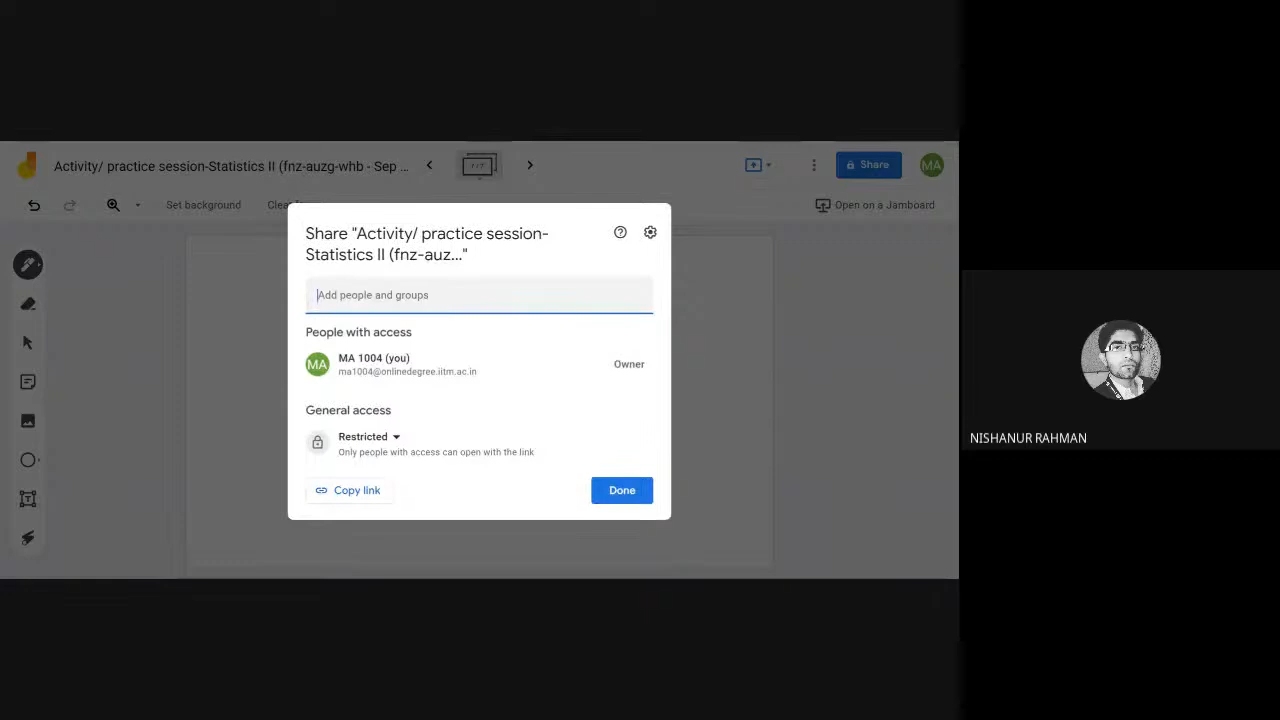 Activity/ practice session-Statistics II (fnz-auzg-whb - Sep ...
Share
MA
Set background
Open on a Jamboard
Share "Activity/ practice session-
Statistics II (fnz-auz..."
Add people and groups
People with access
MA
MA 1004 (you)
ma1004@onlinedegree.iitm.ac.in
Owner
General access
Restricted
Only people with access can open with the link
Copy link
Done
NISHANUR RAHMAN